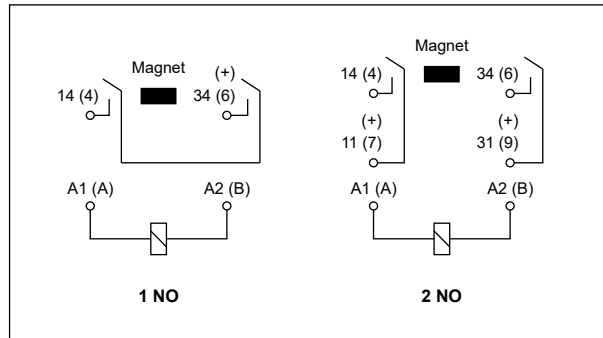 Magnet
(+)
14 (4)
34 (6)
A1 (A)
A2 (B)
1 NO
Magnet
14 (4)
34 (6)
(+)
(+)
11 (7)
31 (9)
A1 (A)
A2 (B)
2 NO